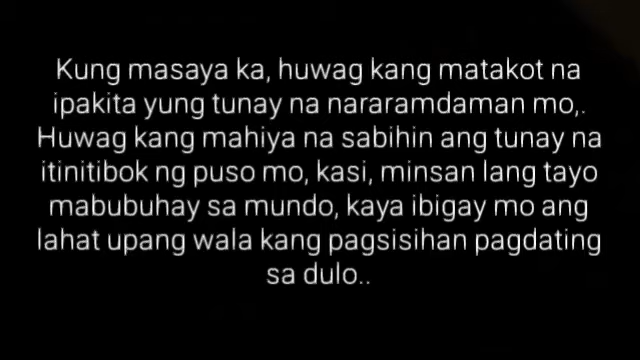 Kung masaya ka, huwag kang matakot na
ipakita yung tunay na nararamdaman mo,.
Huwag kang mahiya na sabihin ang tunay na
itinitibok ng puso mo, kasi, minsan lang tayo
mabubuhay sa mundo, kaya ibigay mo ang
lahat upang wala kang pagsisihan pagdating
sa dulo..